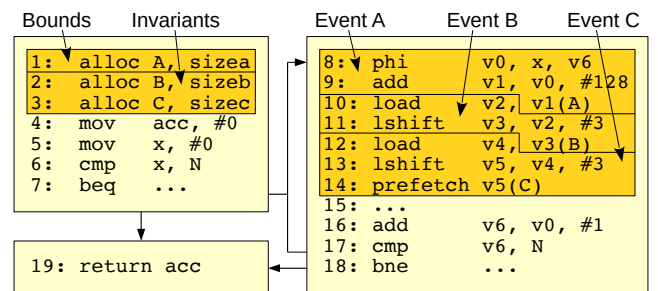 Bounds Invariants
1: alloc A, sizea
2: alloc B, sizeb
3: alloc C, sizec
4: mov acc, #0
5: mov x, #0
6: cmp x, N
7: beq ...
19: return acc
Event A Event B Event C
8: phi v0, x, v6
9: add v1, v0, #128
10: load v2, v1(A)
11: lshift v3, v2, #3
12: load v4, v3(B)
13: lshift v5, v4, #3
14: prefetch v5(C)
15: ...
16: add v6, v0, #1
17: cmp v6, N
18: bne ...